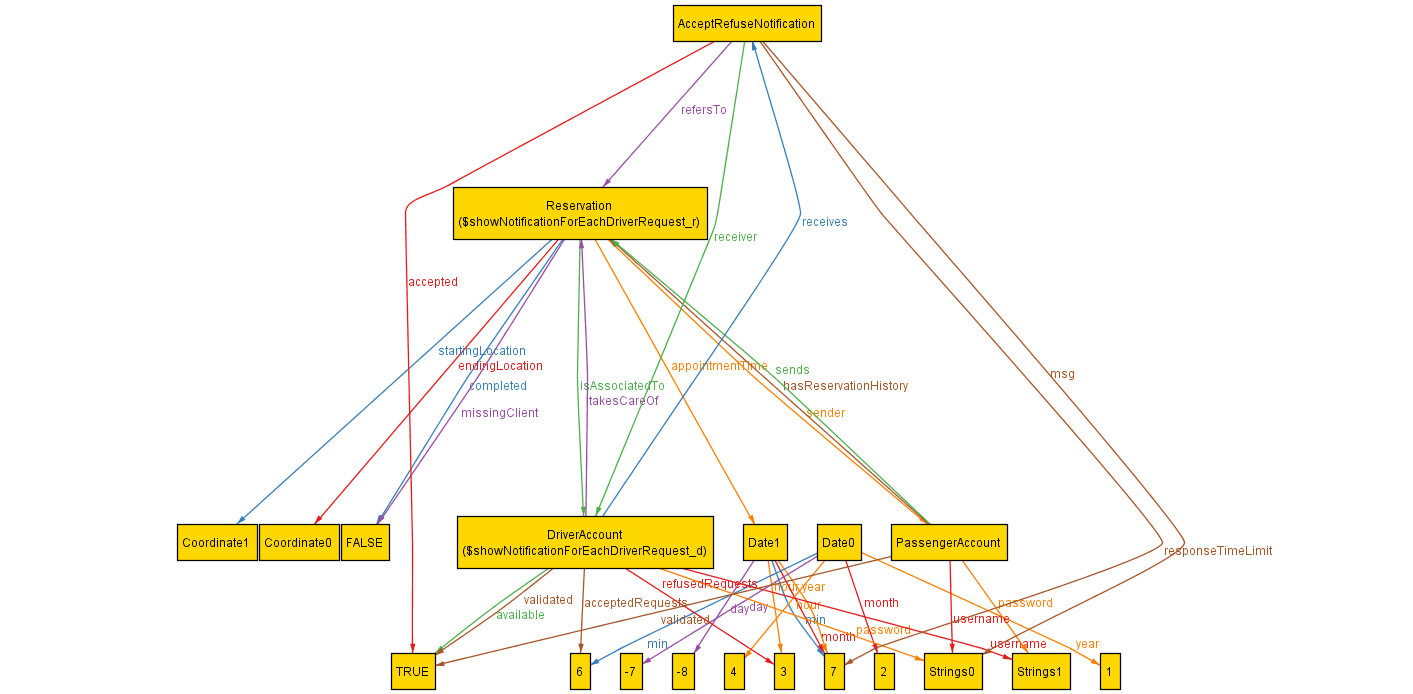 AcceptRefuseNotification
refersTo
Reservation
($showNotificationForEachDriverRequest_r)
receives
receiver
accepted
startingLocation
endingLocation
appointmentTime
sends
msg
completed
isAssociatedTo
hasReservationHistory
takesCareOf
missingClient
sender
Coordinate1
Coordinate0
FALSE
DriverAccount
($showNotificationForEachDriverRequest_d)
Date1
Date0
PassengerAccount
responseTimeLimit
refusedRequests
hour
year
validated
acceptedRequests
day
day
hour
month
password
available
validated
min
username
month
password
min
username
year
TRUE
6
-7
-8
4
3
7
2
Strings0
Strings1
1